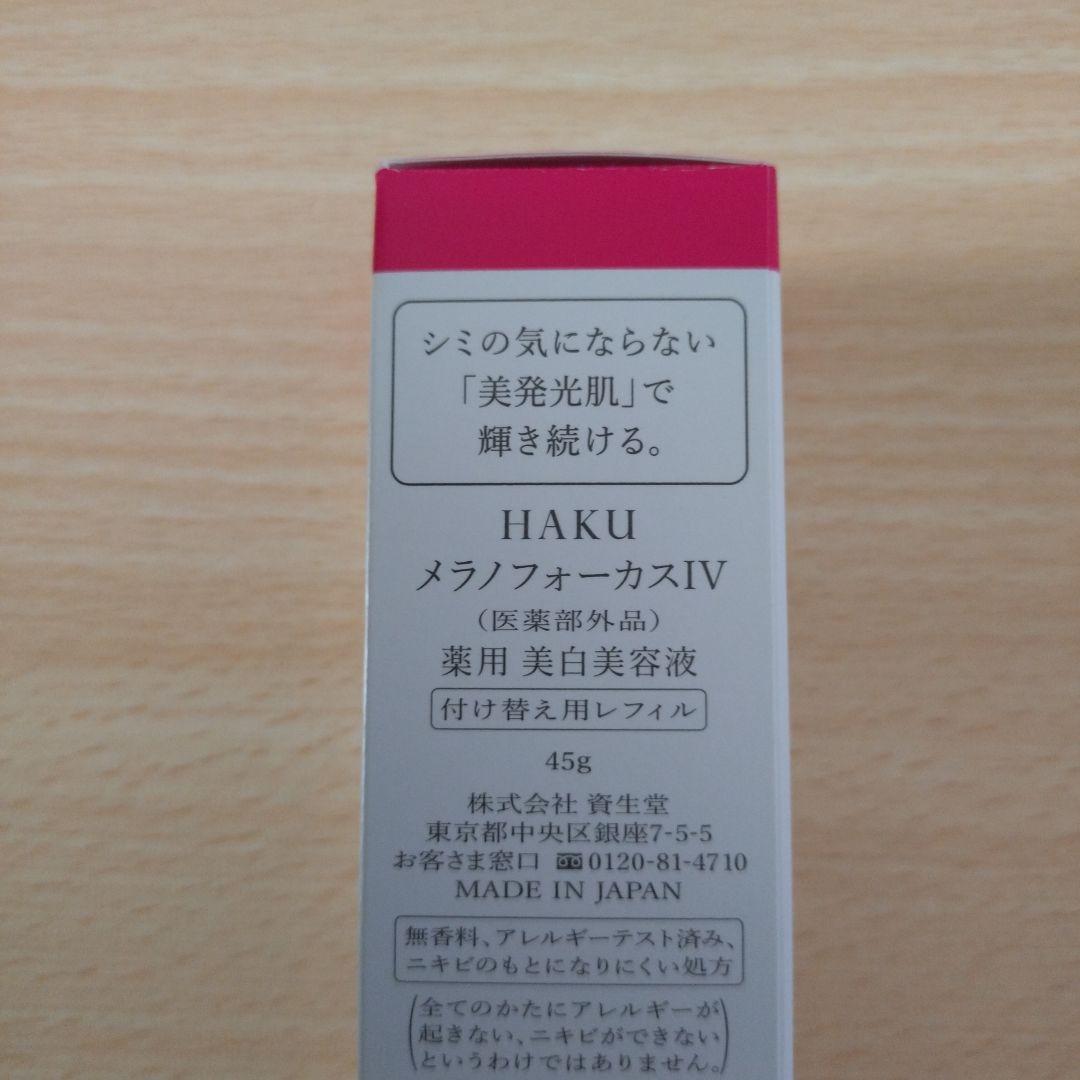 シミの気にならない
「美発光肌」で
輝き続ける。
HAKU
メラノフォーカスIV
（医薬部外品）
薬用 美白美容液
付け替え用レフィル
45g
株式会社 資生堂
東京都中央区銀座7-5-5
お客さま窓口 0120-81-4710
MADE IN JAPAN
無香料、アレルギーテスト済み、
ニキビのもとになりにくい処方
（全てのかたにアレルギーが
起きない、ニキビができない
というわけではありません。）